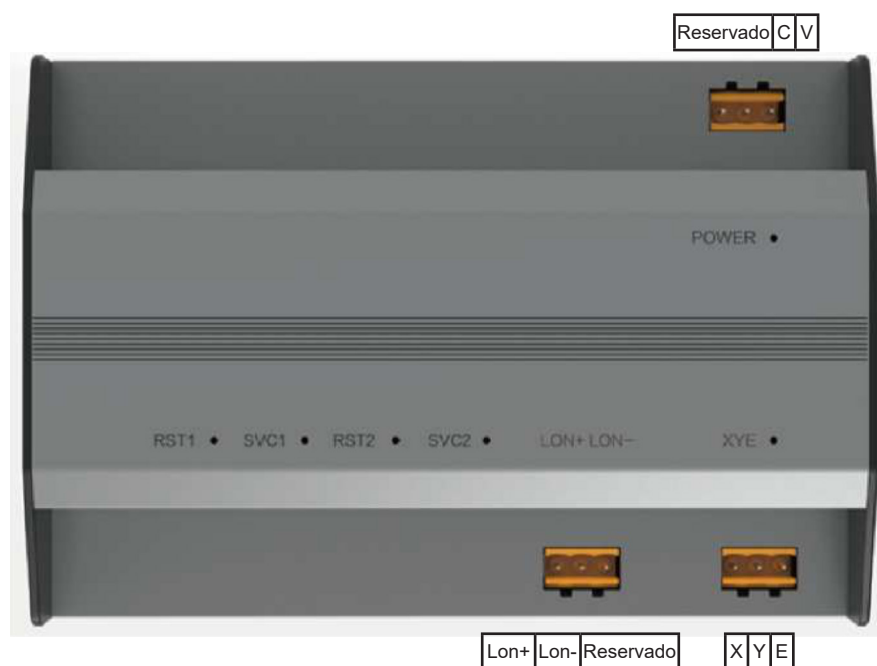 Reservado C V
POWER
RST1 SVC1 RST2 SVC2 LON+ LON- XYE
Lon+ Lon- Reservado X Y E